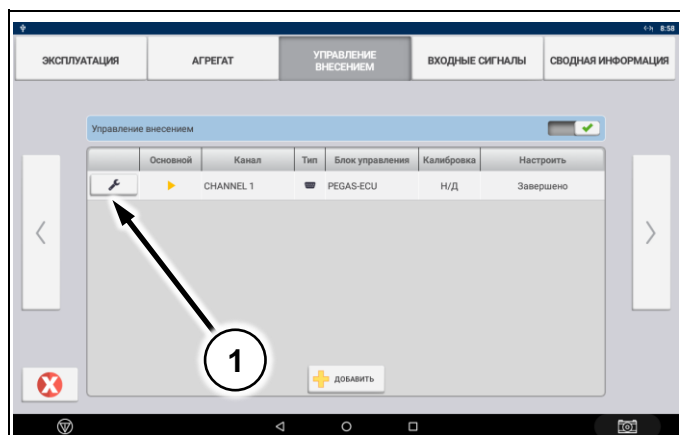 8:58
ЭКСПЛУАТАЦИЯ
АГРЕГАТ
УПРАВЛЕНИЕ
ВНЕСЕНИЕМ
ВХОДНЫЕ СИГНАЛЫ
СВОДНАЯ ИНФОРМАЦИЯ
Управление внесением
Основной Канал Тип Блок управления Калибровка Настроить
CHANNEL 1 PEGAS-ECU Н/Д Завершено
1
ДОБАВИТЬ